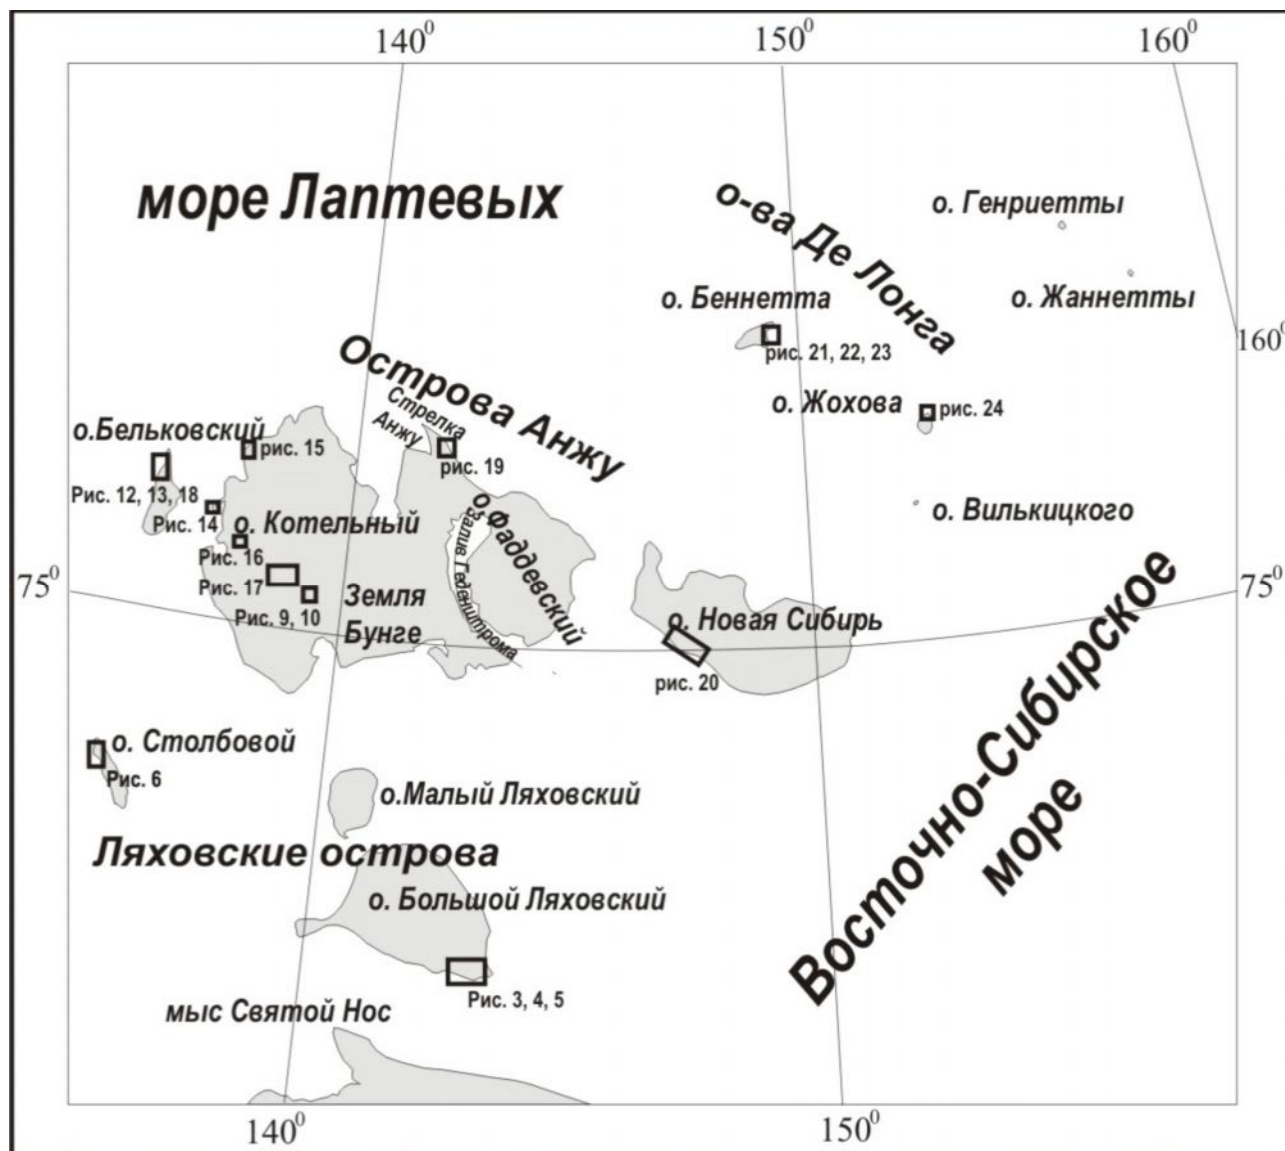 140⁰
150⁰
160⁰
море Лаптевых
о-ва Де Лонга
о. Генриетты
о. Беннетта
о. Жаннетты
160⁰
рис. 21, 22, 23
Острова Анжу
Стрелка
Анжу
о. Жохова
рис. 24
о.Бельковский
рис. 15
рис. 19
Рис. 12, 13, 18
Рис. 14
о. Котельный
о. Фаддевский
о. Вилькицкого
Залив Геденштрома
Рис. 16
75⁰
Рис. 17
75⁰
Рис. 9, 10
Земля
Бунге
о. Новая Сибирь
рис. 20
о. Столбовой
Рис. 6
о.Малый Ляховский
Восточно-Сибирское
море
Ляховские острова
о. Большой Ляховский
Рис. 3, 4, 5
мыс Святой Нос
140⁰
150⁰